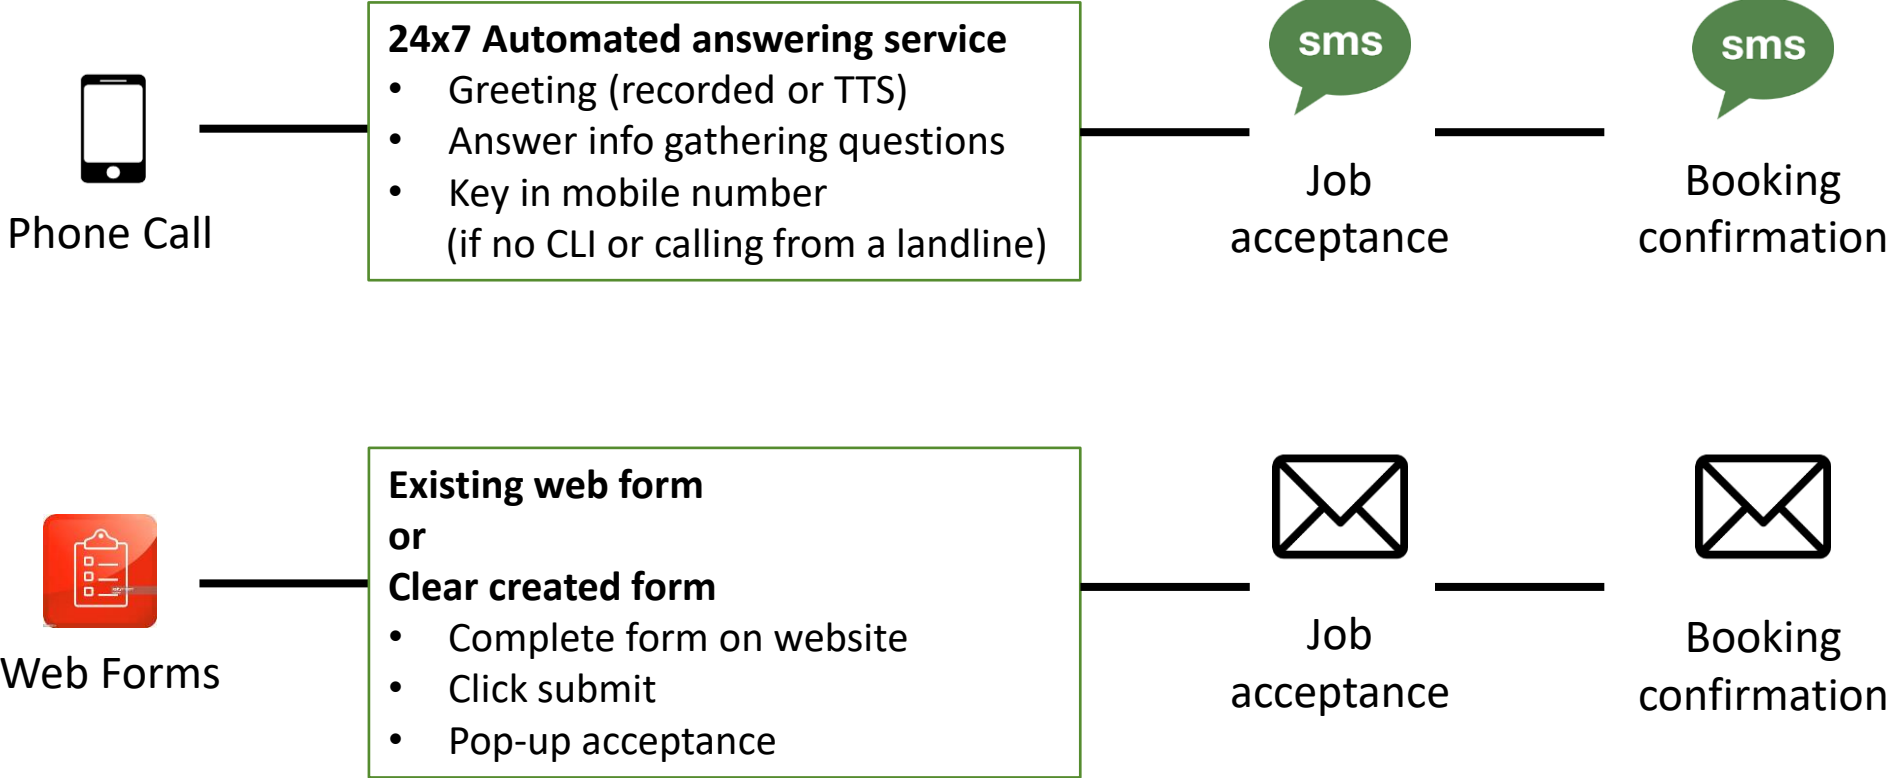 24x7 Automated answering service
• Greeting (recorded or TTS)
• Answer info gathering questions
• Key in mobile number
(if no CLI or calling from a landline)
Phone Call
sms
Job
acceptance
sms
Booking
confirmation
Existing web form
or
Clear created form
• Complete form on website
• Click submit
• Pop-up acceptance
Web Forms
Job
acceptance
Booking
confirmation